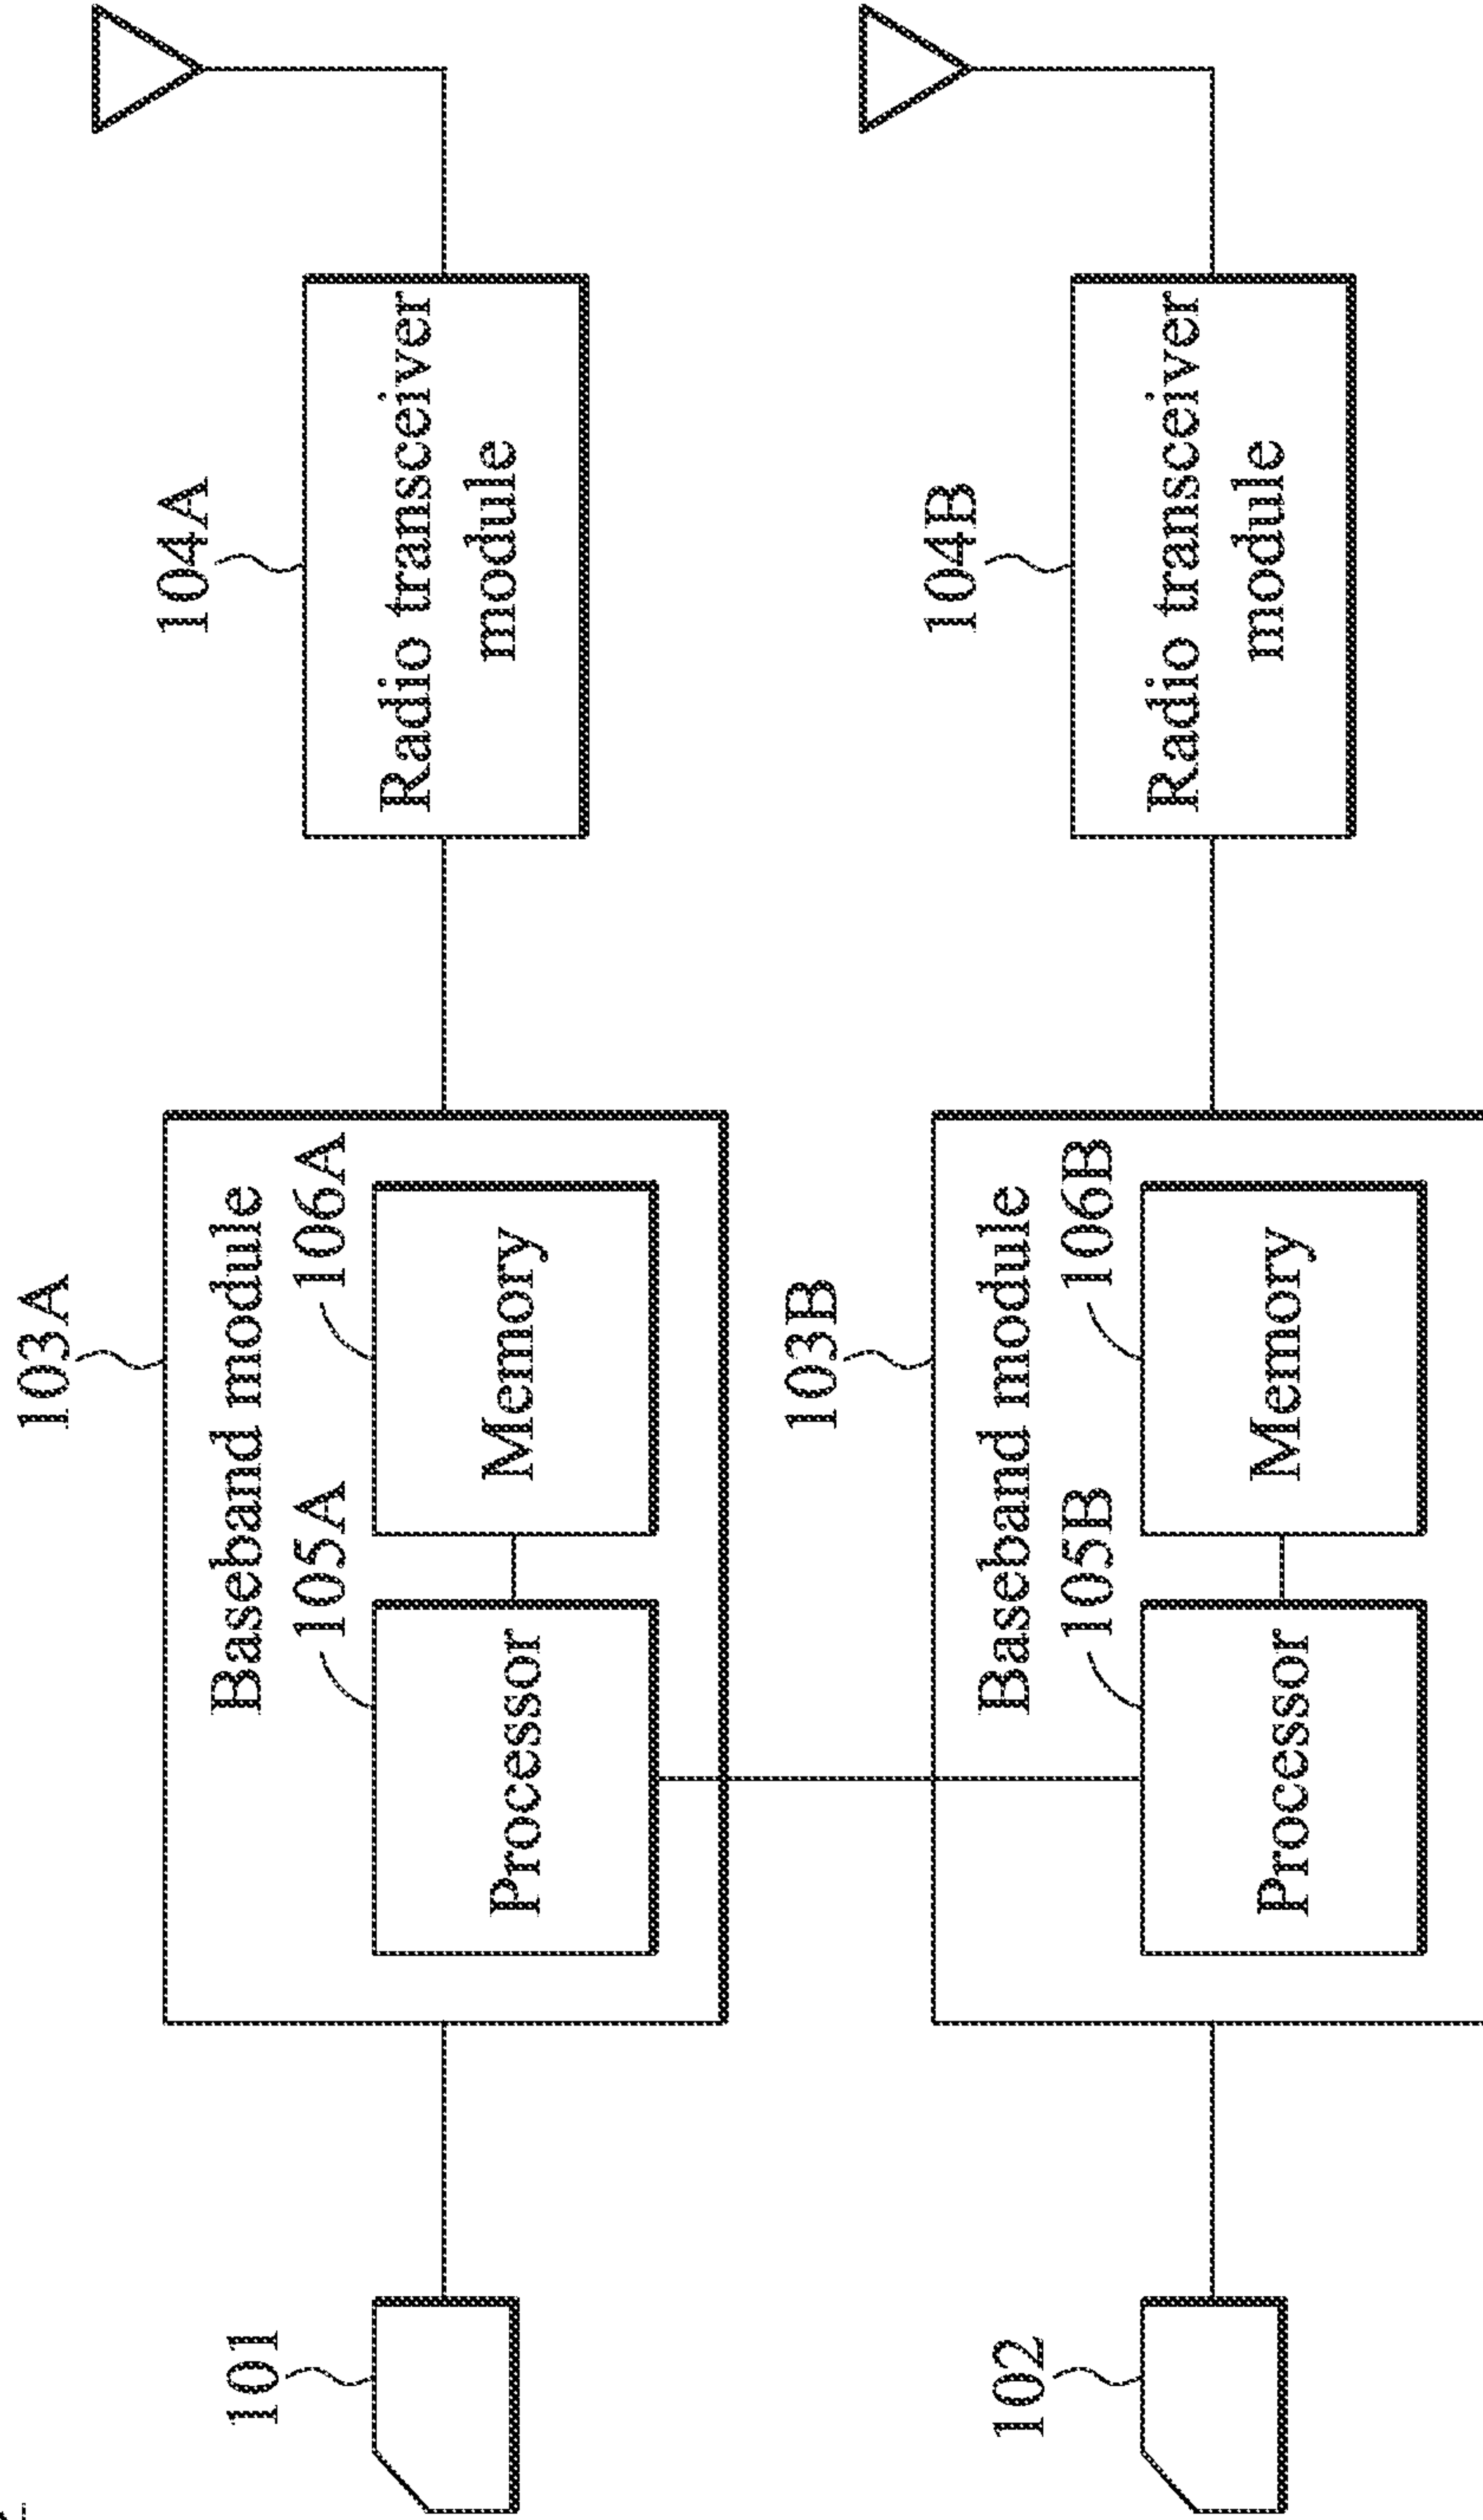 103A
104A
Baseband module
105A
106A
101
Radio transceiver
module
Processor
Memory
103B
104B
Baseband module
105B
106B
102
Radio transceiver
module
Processor
Memory